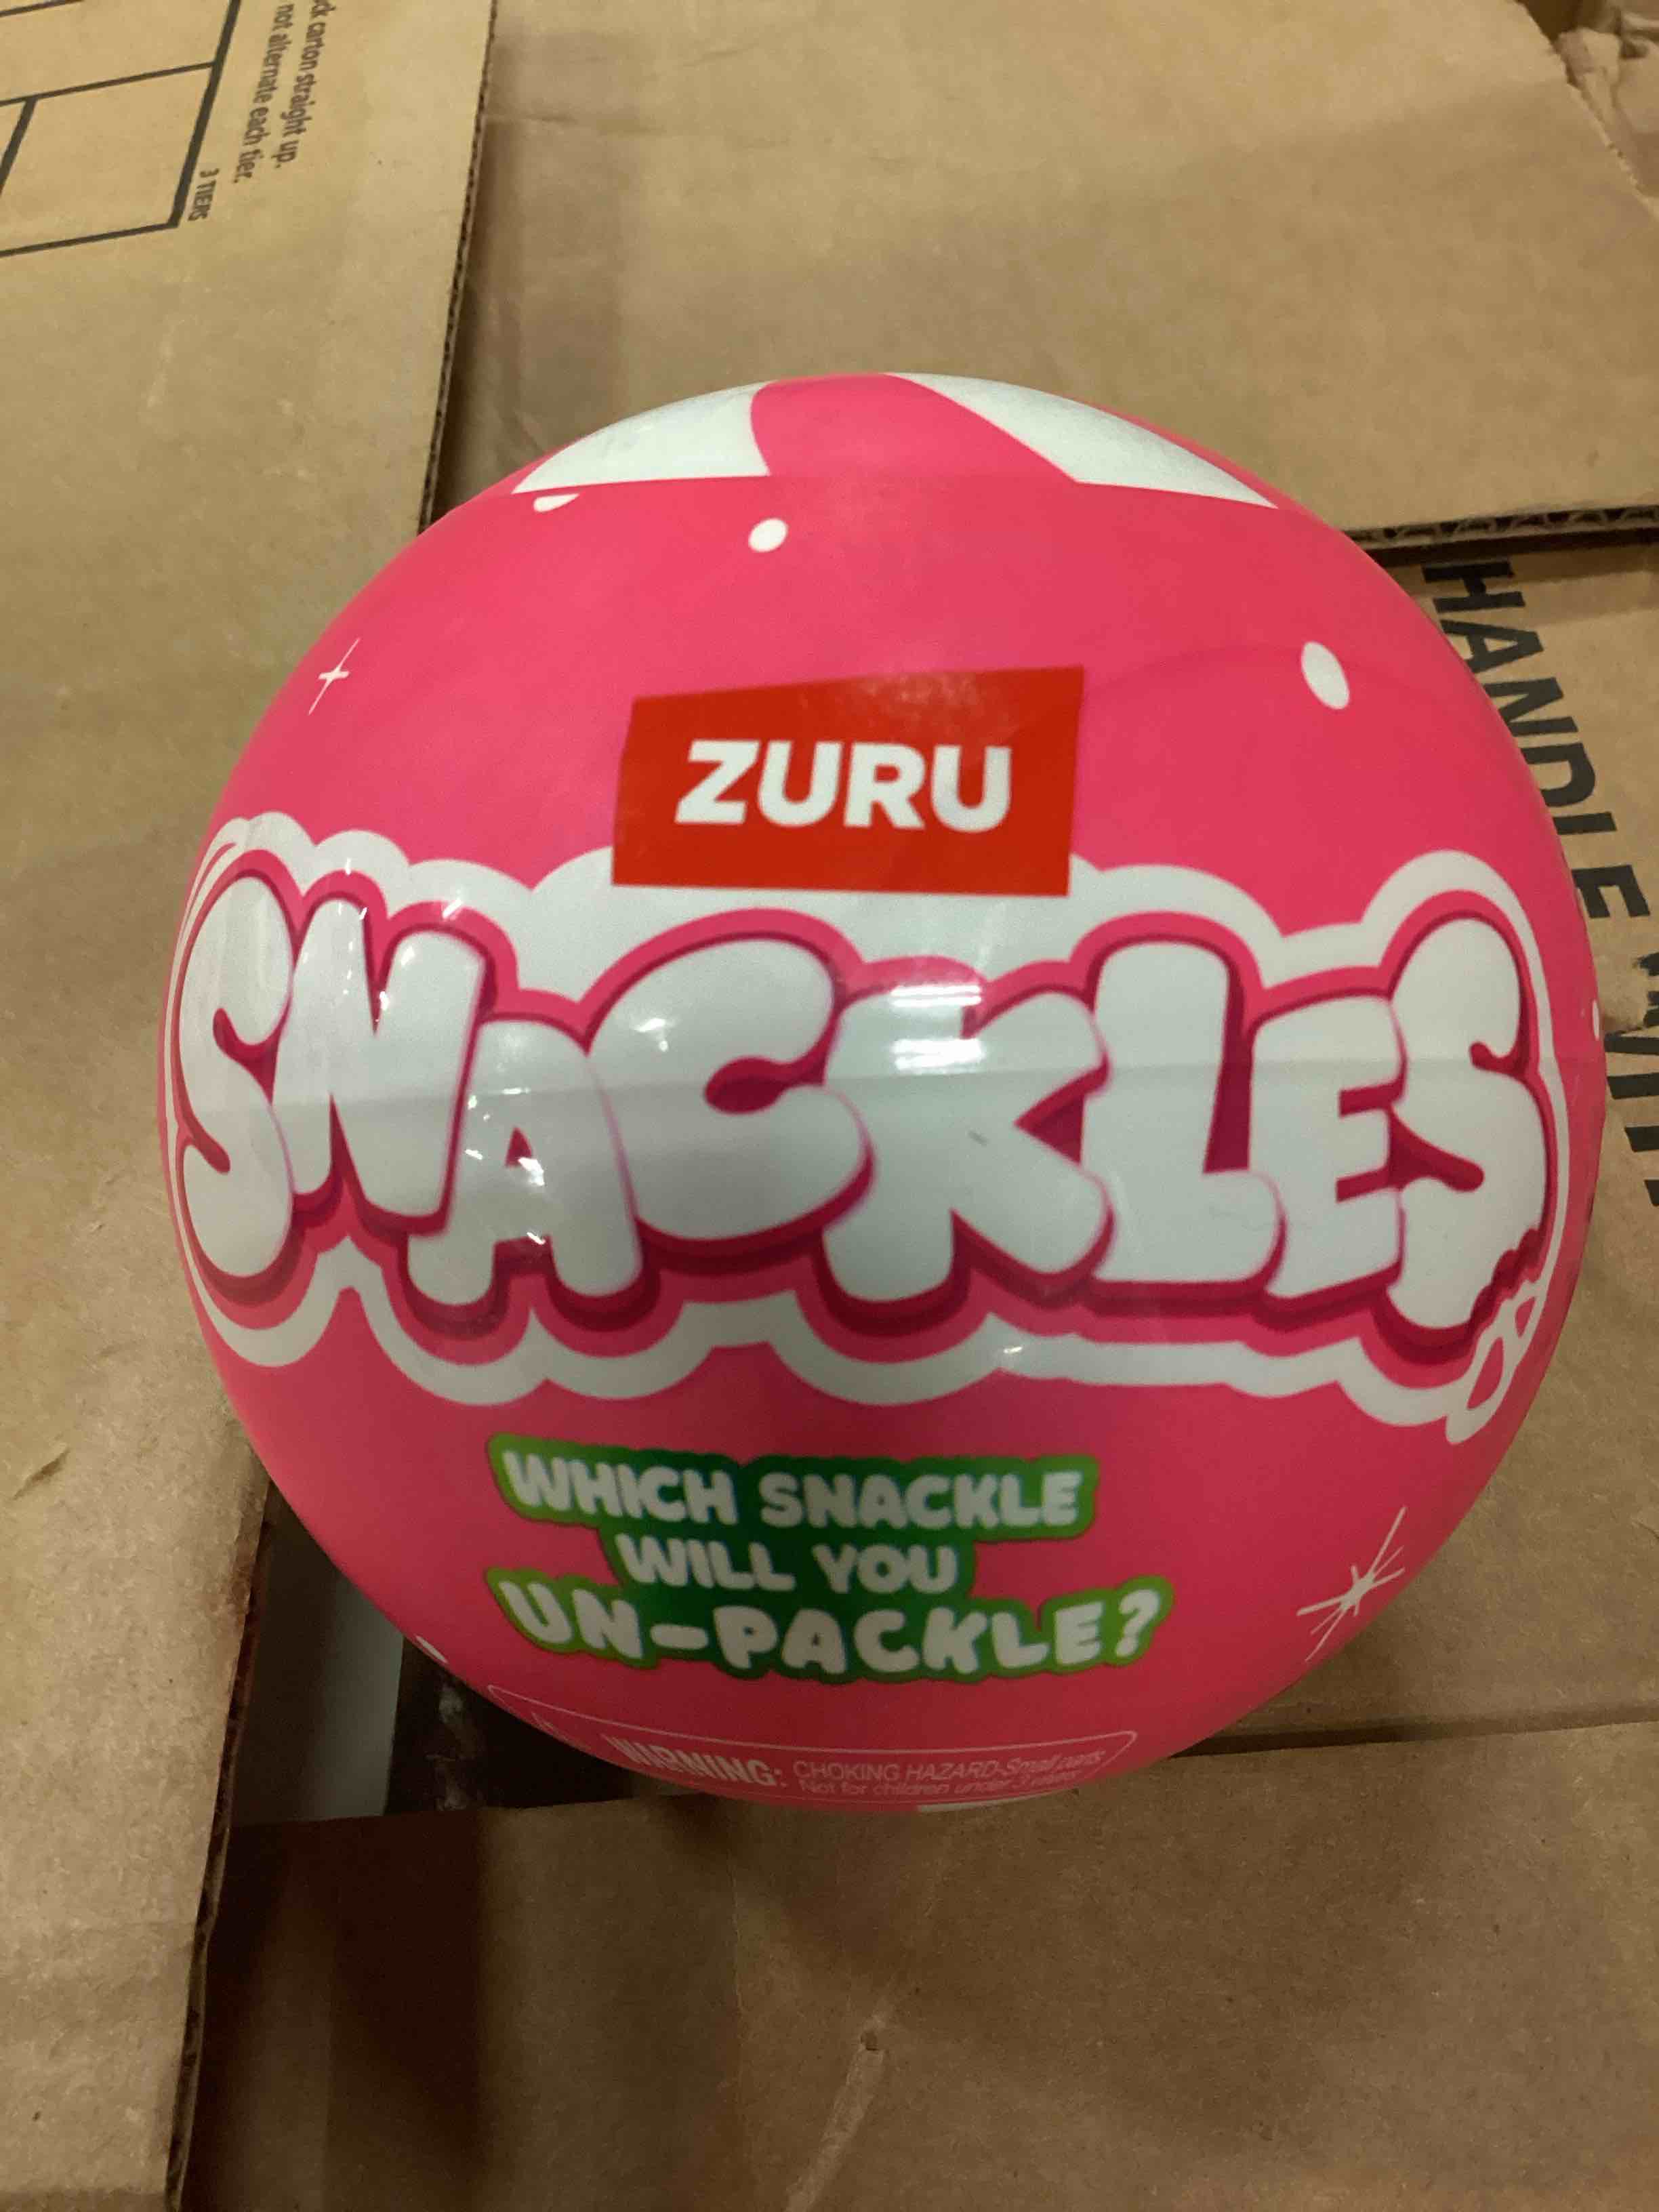 ck carton straight up.
not alternate each tier.
3 TIERS
HANDLE
ZURU
SNACKLES
WHICH SNACKLE
WILL YOU
UN-PACKLE?
WARNING: CHOKING HAZARD-Small parts
Not for children under 3 years